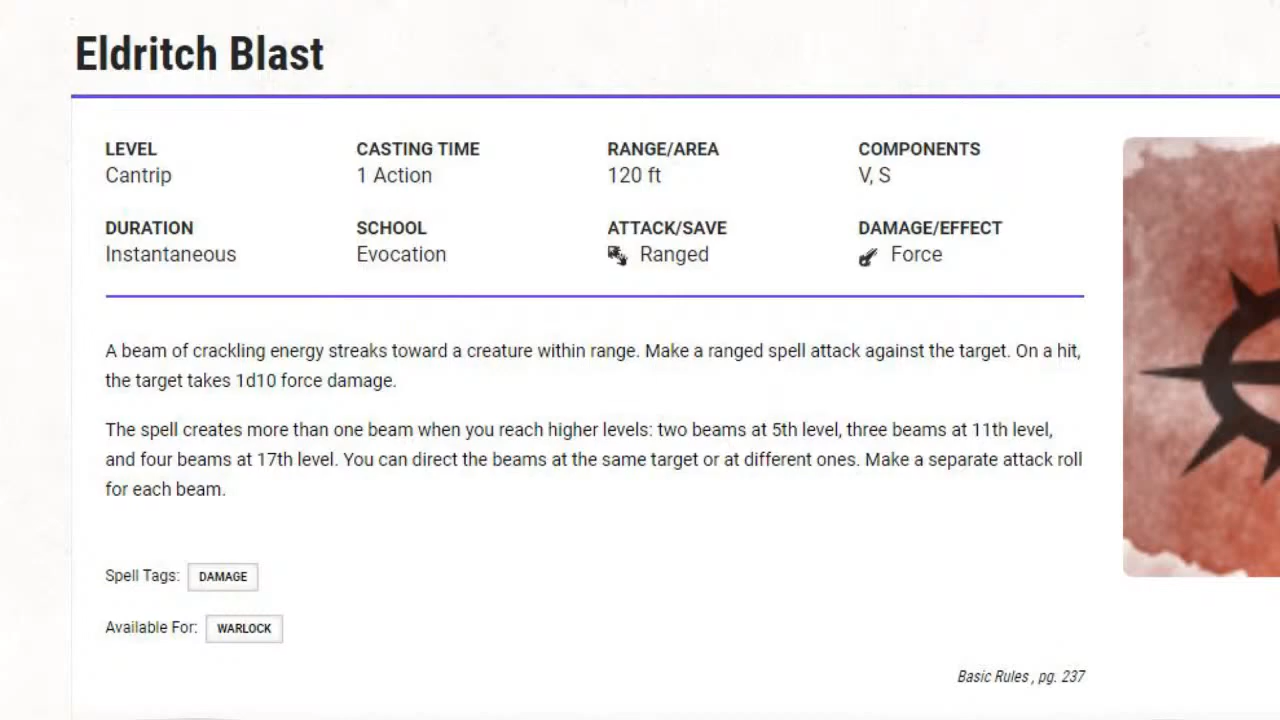 Eldritch Blast
LEVEL CASTING TIME RANGE/AREA COMPONENTS
Cantrip 1 Action 120 ft V, S
DURATION SCHOOL ATTACK/SAVE DAMAGE/EFFECT
Instantaneous Evocation Ranged Force
A beam of crackling energy streaks toward a creature within range. Make a ranged spell attack against the target. On a hit,
the target takes 1d10 force damage.
The spell creates more than one beam when you reach higher levels: two beams at 5th level, three beams at 11th level,
and four beams at 17th level. You can direct the beams at the same target or at different ones. Make a separate attack roll
for each beam.
Spell Tags: DAMAGE
Available For: WARLOCK
Basic Rules , pg. 237